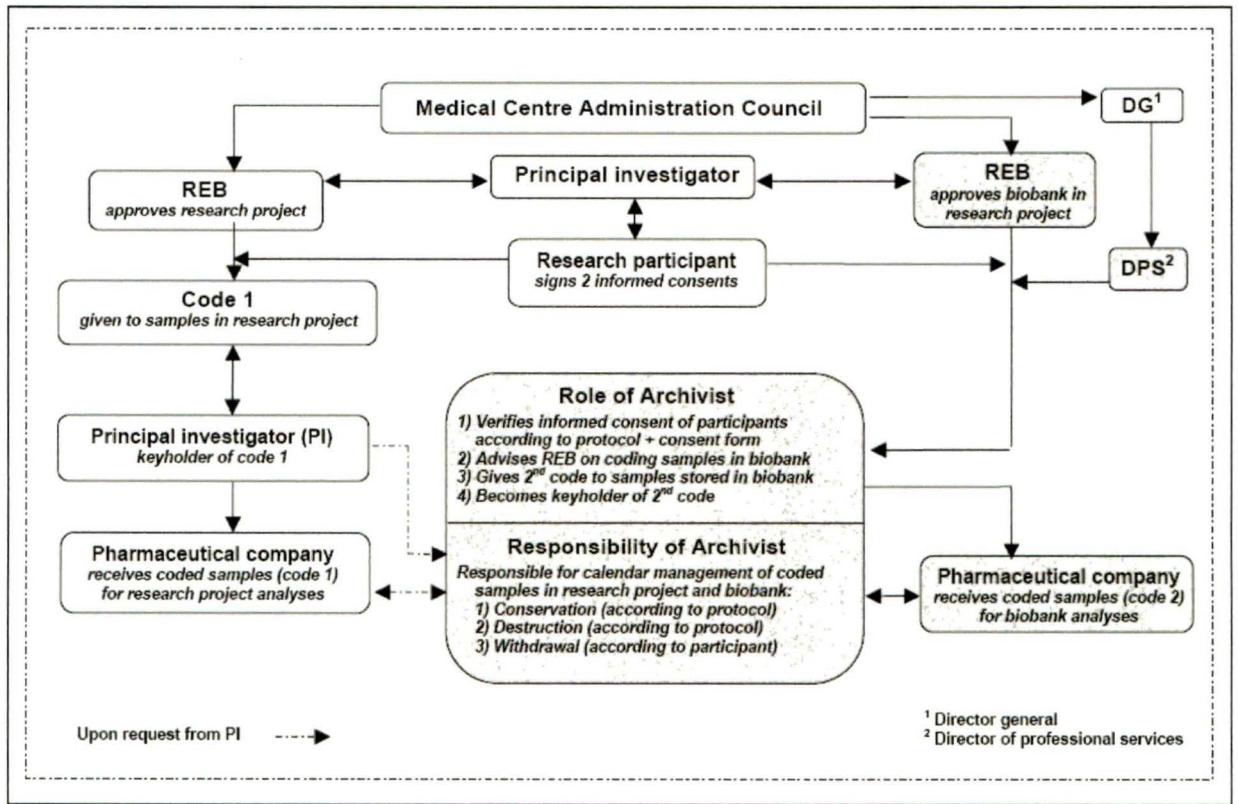 Medical Centre Administration Council
DG¹
REB
approves research project
Principal investigator
REB
approves biobank in
research project
Research participant
signs 2 informed consents
DPS²
Code 1
given to samples in research project
Role of Archivist
1) Verifies informed consent of participants
according to protocol + consent form
2) Advises REB on coding samples in biobank
3) Gives 2nd code to samples stored in biobank
4) Becomes keyholder of 2nd code
Principal investigator (PI)
keyholder of code 1
Pharmaceutical company
receives coded samples (code 1)
for research project analyses
Responsibility of Archivist
Responsible for calendar management of coded
samples in research project and biobank:
1) Conservation (according to protocol)
2) Destruction (according to protocol)
3) Withdrawal (according to participant)
Pharmaceutical company
receives coded samples (code 2)
for biobank analyses
Upon request from PI
¹ Director general
² Director of professional services